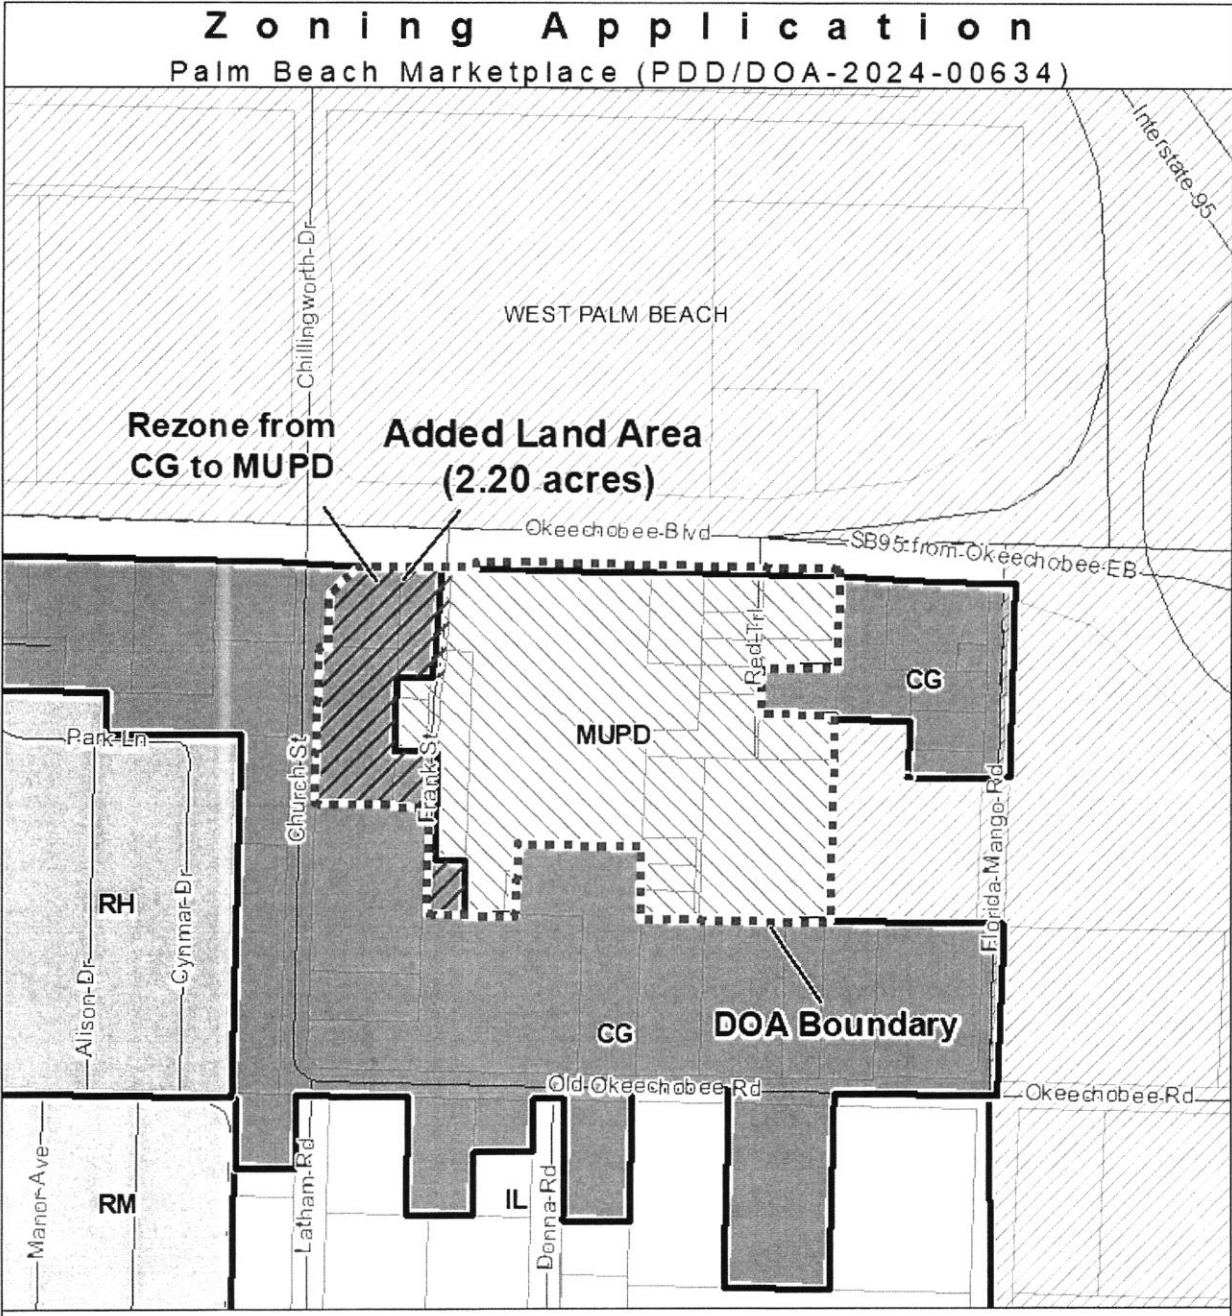 Zoning Application
Palm Beach Marketplace (PDD/DOA-2024-00634)
Interstate-95
Chillingworth-Dr
WEST PALM BEACH
Rezone from
CG to MUPD
Added Land Area
(2.20 acres)
Okeechobee-Blvd
SB95-from-Okeechobee-EB
Red-Trl
CG
MUPD
Park-Ln
Church-St
Frank-St
Florida-Mango-Rd
RH
Cynmar-Dr
Alison-Dr
CG
DOA Boundary
Old-Okeechobee-Rd
Okeechobee-Rd
Manor-Ave
RM
Latham-Rd
IL
Donna-Rd